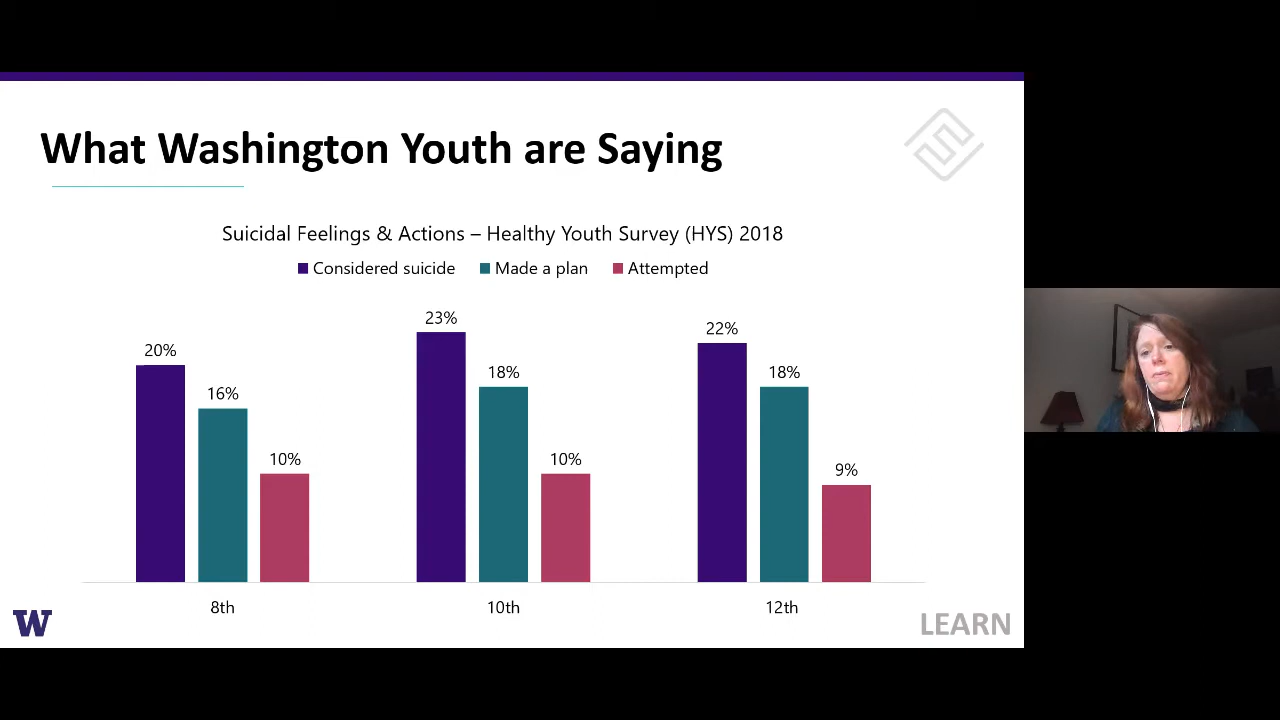 What Washington Youth are Saying
Suicidal Feelings & Actions – Healthy Youth Survey (HYS) 2018
Considered suicide Made a plan Attempted
20% 16% 10%
23% 18% 10%
22% 18% 9%
8th 10th 12th
W
LEARN